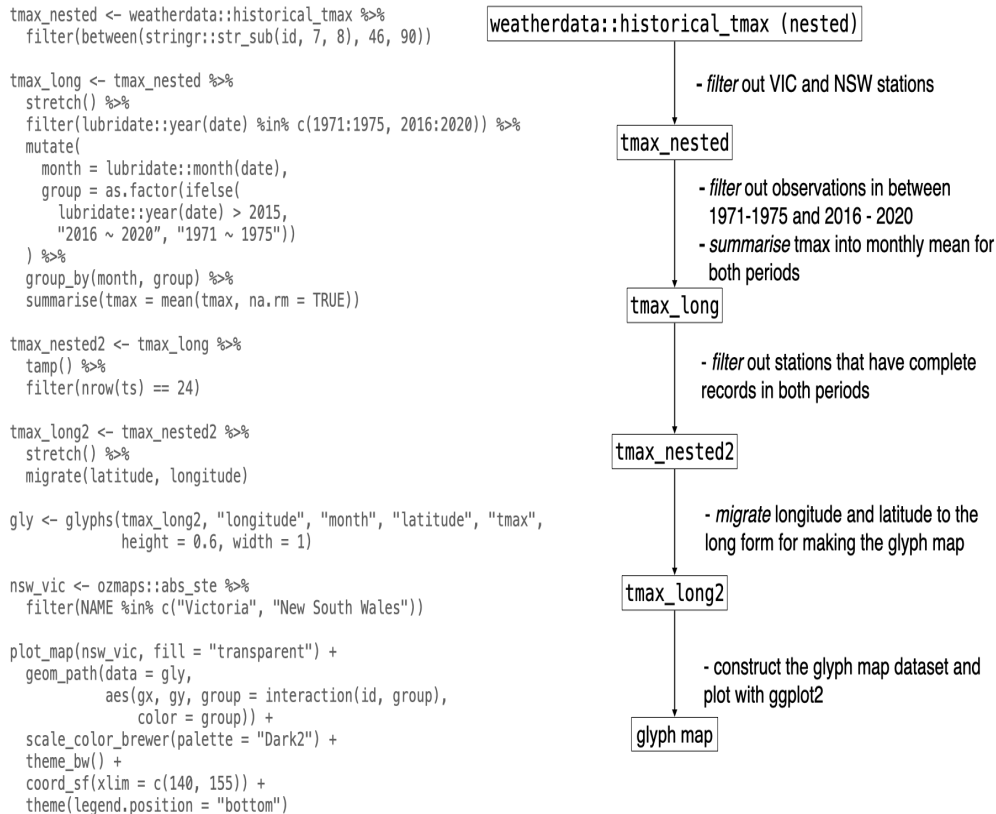 tmax_nested <- weatherdata::historical_tmax %>%
  filter(between(stringr::str_sub(id, 7, 8), 46, 90))
tmax_long <- tmax_nested %>%
  stretch() %>%
  filter(lubridate::year(date) %in% c(1971:1975, 2016:2020)) %>%
  mutate(
    month = lubridate::month(date),
    group = as.factor(ifelse(
      lubridate::year(date) > 2015,
      "2016 ~ 2020”, "1971 ~ 1975"))
  ) %>%
  group_by(month, group) %>%
  summarise(tmax = mean(tmax, na.rm = TRUE))
tmax_nested2 <- tmax_long %>%
  tamp() %>%
  filter(nrow(ts) == 24)
tmax_long2 <- tmax_nested2 %>%
  stretch() %>%
  migrate(latitude, longitude)
gly <- glyphs(tmax_long2, "longitude", "month", "latitude", "tmax",
              height = 0.6, width = 1)
nsw_vic <- ozmaps::abs_ste %>%
  filter(NAME %in% c("Victoria", "New South Wales"))
plot_map(nsw_vic, fill = "transparent") +
  geom_path(data = gly,
            aes(gx, gy, group = interaction(id, group),
                color = group)) +
  scale_color_brewer(palette = "Dark2") +
  theme_bw() +
  coord_sf(xlim = c(140, 155)) +
  theme(legend.position = "bottom")
weatherdata::historical_tmax (nested)
- filter out VIC and NSW stations
tmax_nested
- filter out observations in between
1971-1975 and 2016 - 2020
- summarise tmax into monthly mean for
both periods
tmax_long
- filter out stations that have complete
records in both periods
tmax_nested2
- migrate longitude and latitude to the
long form for making the glyph map
tmax_long2
- construct the glyph map dataset and
plot with ggplot2
glyph map